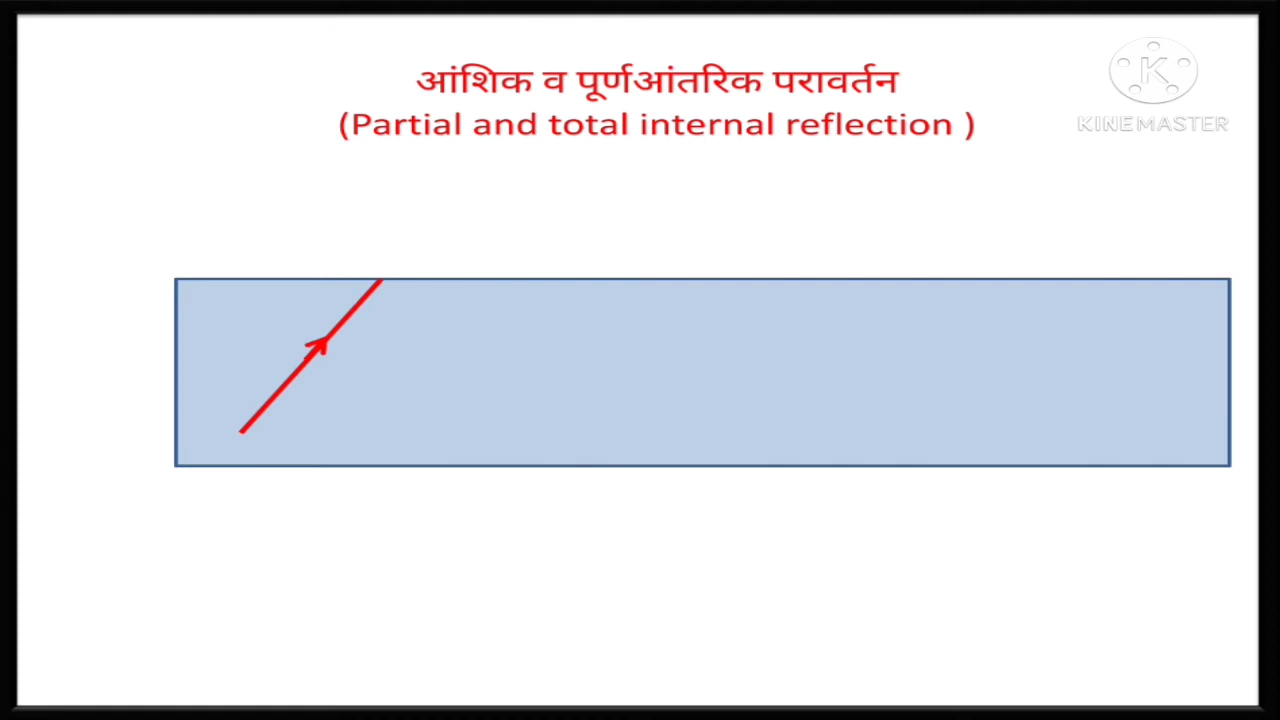 आंशिक व पूर्णआंतरिक परावर्तन
(Partial and total internal reflection )
K
KINEMASTER